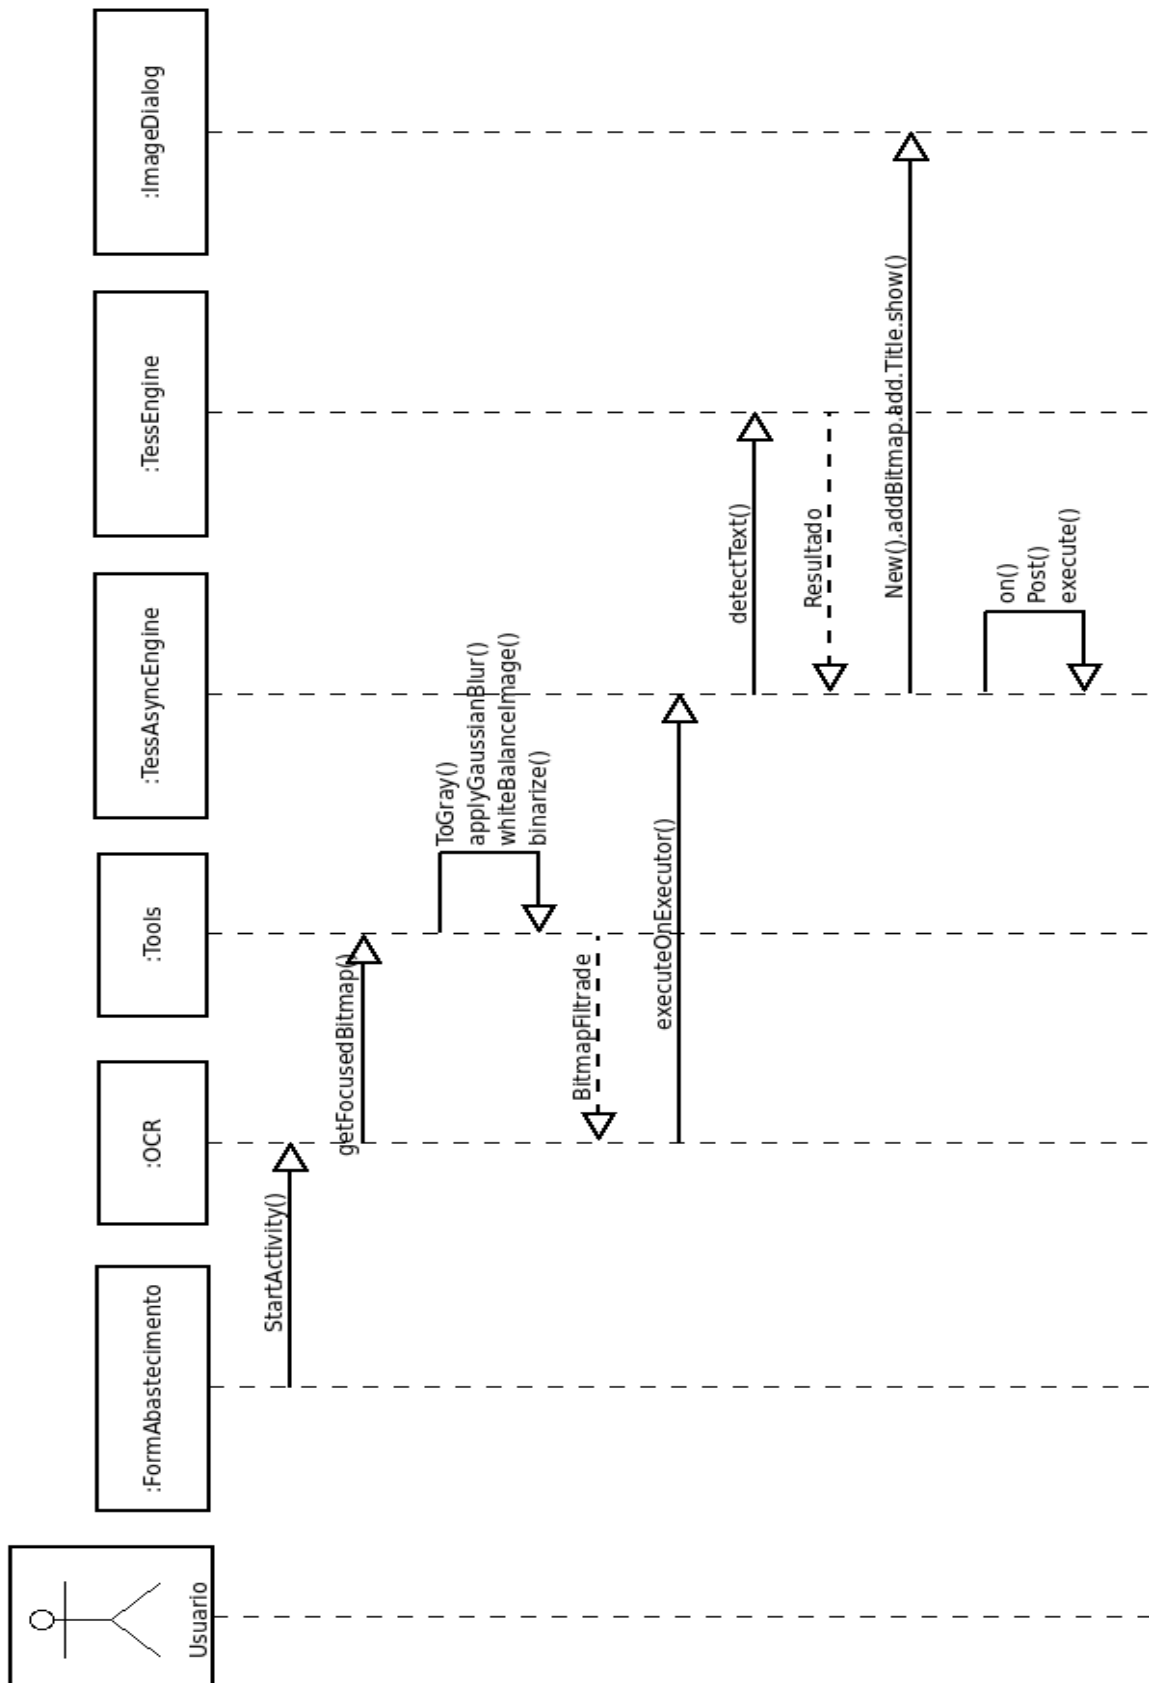 Usuario
:FormAbastecimento
:OCR
:Tools
:TessAsyncEngine
:TessEngine
:ImageDialog
StartActivity()
getFocusedBitmap()
ToGray()
applyGaussianBlur()
whiteBalanceImage()
binarize()
BitmapFiltrade
executeOnExecutor()
detectText()
Resultado
New().addBitmap.add.Title.show()
on()
Post()
execute()